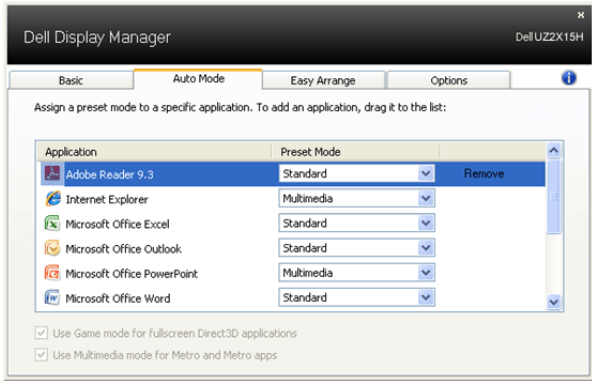 x
Dell Display Manager
Dell UZ2X15H
Basic Auto Mode Easy Arrange Options i
Assign a preset mode to a specific application. To add an application, drag it to the list:
Application Preset Mode
Adobe Reader 9.3 Standard Remove
Internet Explorer Multimedia
Microsoft Office Excel Standard
Microsoft Office Outlook Standard
Microsoft Office PowerPoint Multimedia
Microsoft Office Word Standard
Use Game mode for fullscreen Direct3D applications
Use Multimedia mode for Metro and Metro apps